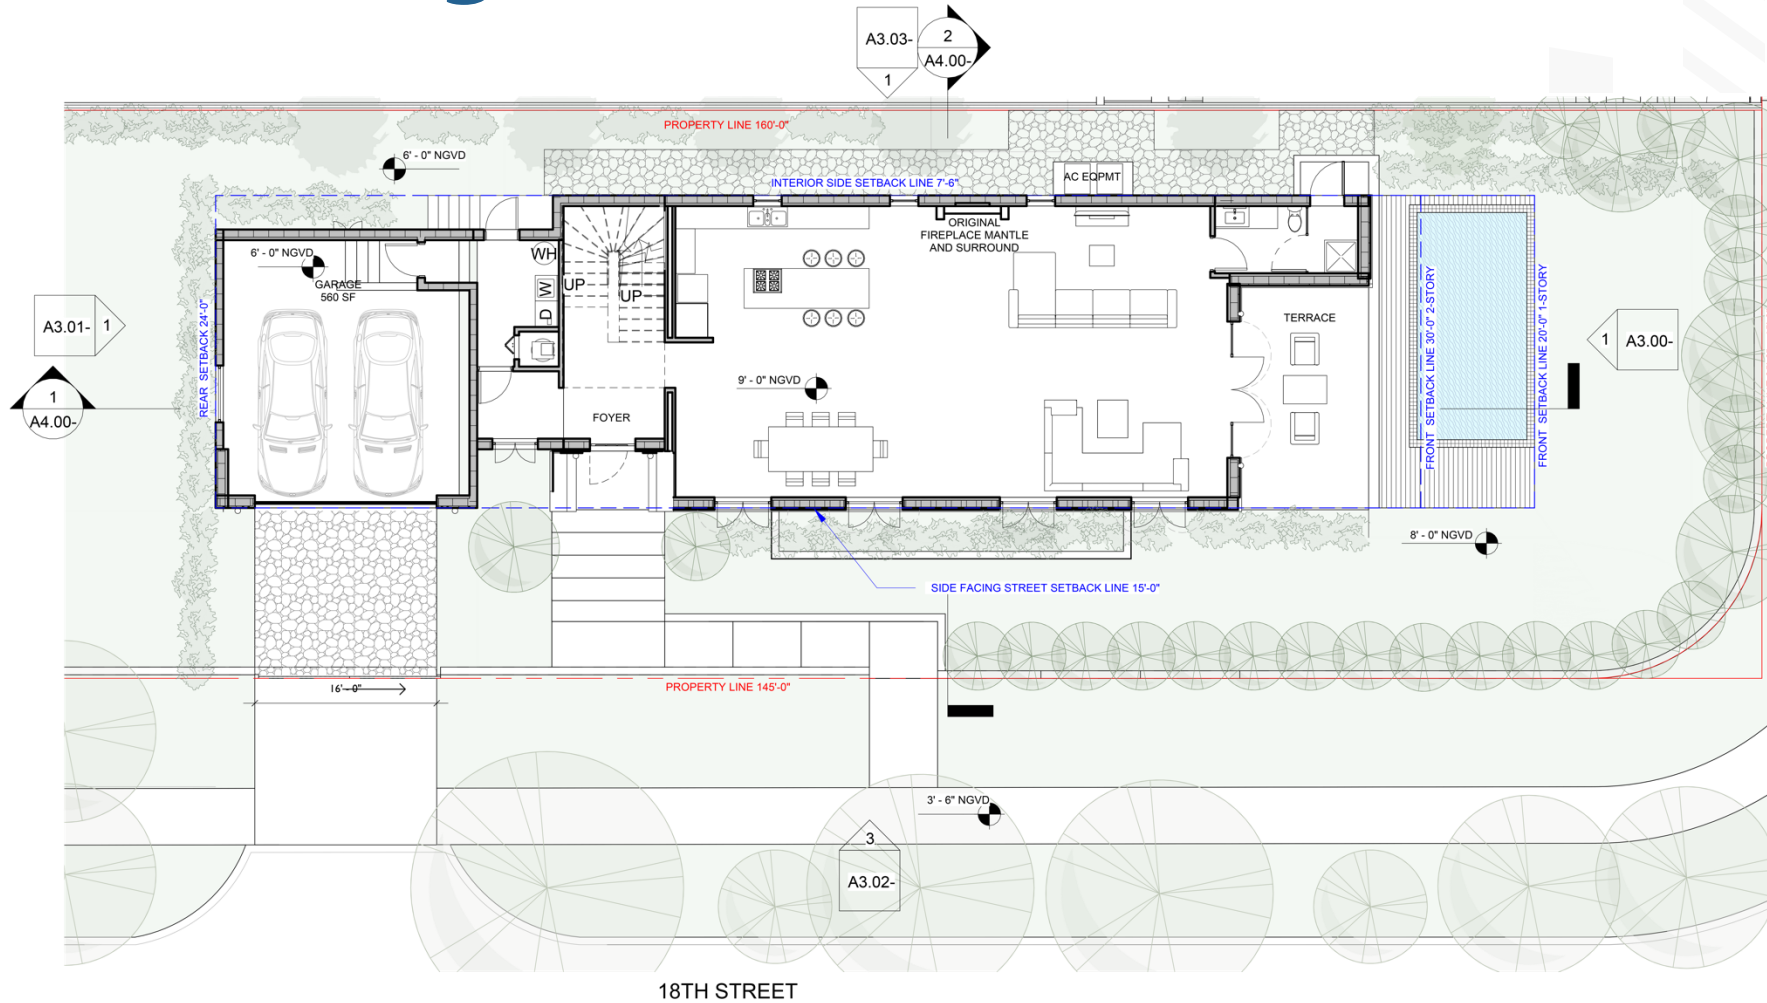 A3.03-
1
2
A4.00-
PROPERTY LINE 160'-0"
6' - 0" NGVD
INTERIOR SIDE SETBACK LINE 7'-6"
AC EQPMT
ORIGINAL
FIREPLACE MANTLE
AND SURROUND
WH
6' - 0" NGVD
GARAGE
560 SF
W
D
UP
UP
A3.01-
1
REAR SETBACK 24'-0"
1
A4.00-
9' - 0" NGVD
FOYER
TERRACE
FRONT SETBACK LINE 30'-0" 2-STORY
FRONT SETBACK LINE 20'-0" 1-STORY
1
A3.00-
8' - 0" NGVD
SIDE FACING STREET SETBACK LINE 15'-0"
16' - 0"
PROPERTY LINE 145'-0"
3' - 6" NGVD
3
A3.02-
18TH STREET